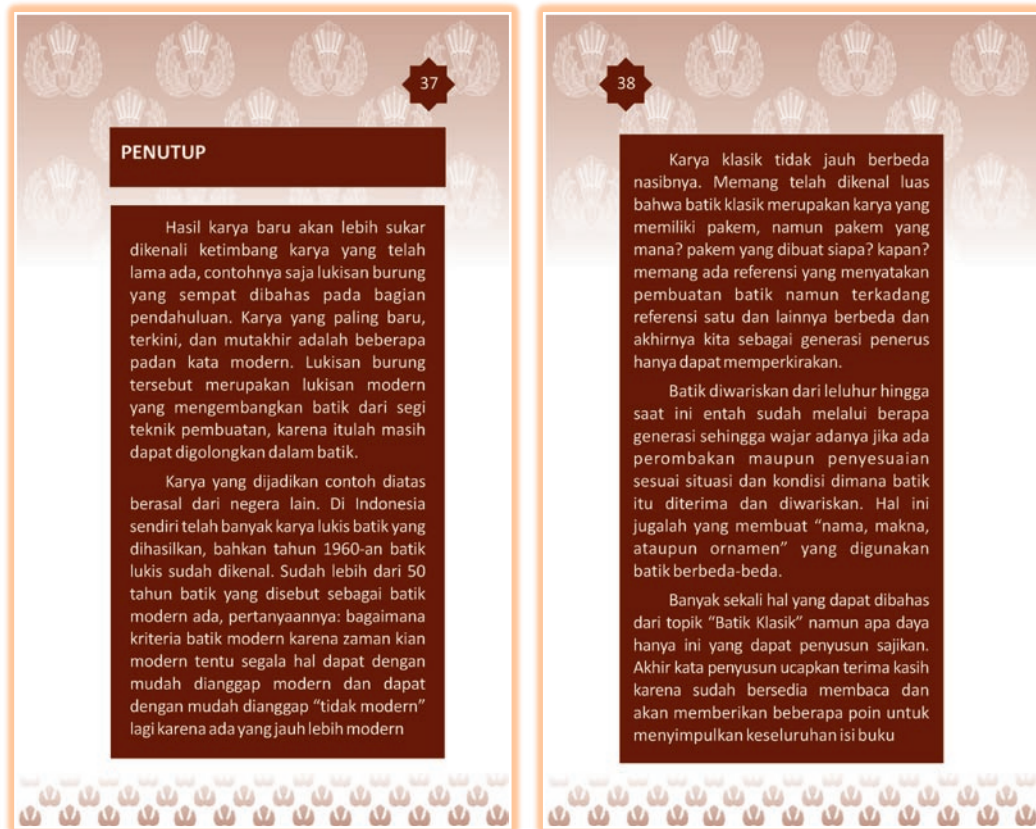 37
PENUTUP
Hasil karya baru akan lebih sukar
dikenali ketimbang karya yang telah
lama ada, contohnya saja lukisan burung
yang sempat dibahas pada bagian
pendahuluan. Karya yang paling baru,
terkini, dan mutakhir adalah beberapa
padan kata modern. Lukisan burung
tersebut merupakan lukisan modern
yang mengembangkan batik dari segi
teknik pembuatan, karena itulah masih
dapat digolongkan dalam batik.
Karya yang dijadikan contoh diatas
berasal dari negera lain. Di Indonesia
sendiri telah banyak karya lukis batik yang
dihasilkan, bahkan tahun 1960-an batik
lukis sudah dikenal. Sudah lebih dari 50
tahun batik yang disebut sebagai batik
modern ada, pertanyaannya: bagaimana
kriteria batik modern karena zaman kian
modern tentu segala hal dapat dengan
mudah dianggap modern dan dapat
dengan mudah dianggap “tidak modern”
lagi karena ada yang jauh lebih modern
38
Karya klasik tidak jauh berbeda
nasibnya. Memang telah dikenal luas
bahwa batik klasik merupakan karya yang
memiliki pakem, namun pakem yang
mana? pakem yang dibuat siapa? kapan?
memang ada referensi yang menyatakan
pembuatan batik namun terkadang
referensi satu dan lainnya berbeda dan
akhirnya kita sebagai generasi penerus
hanya dapat memperkirakan.
Batik diwariskan dari leluhur hingga
saat ini entah sudah melalui berapa
generasi sehingga wajar adanya jika ada
perombakan maupun penyesuaian
sesuai situasi dan kondisi dimana batik
itu diterima dan diwariskan. Hal ini
jugalah yang membuat “nama, makna,
ataupun ornamen” yang digunakan
batik berbeda-beda.
Banyak sekali hal yang dapat dibahas
dari topik “Batik Klasik” namun apa daya
hanya ini yang dapat penyusun sajikan.
Akhir kata penyusun ucapkan terima kasih
karena sudah bersedia membaca dan
akan memberikan beberapa poin untuk
menyimpulkan keseluruhan isi buku